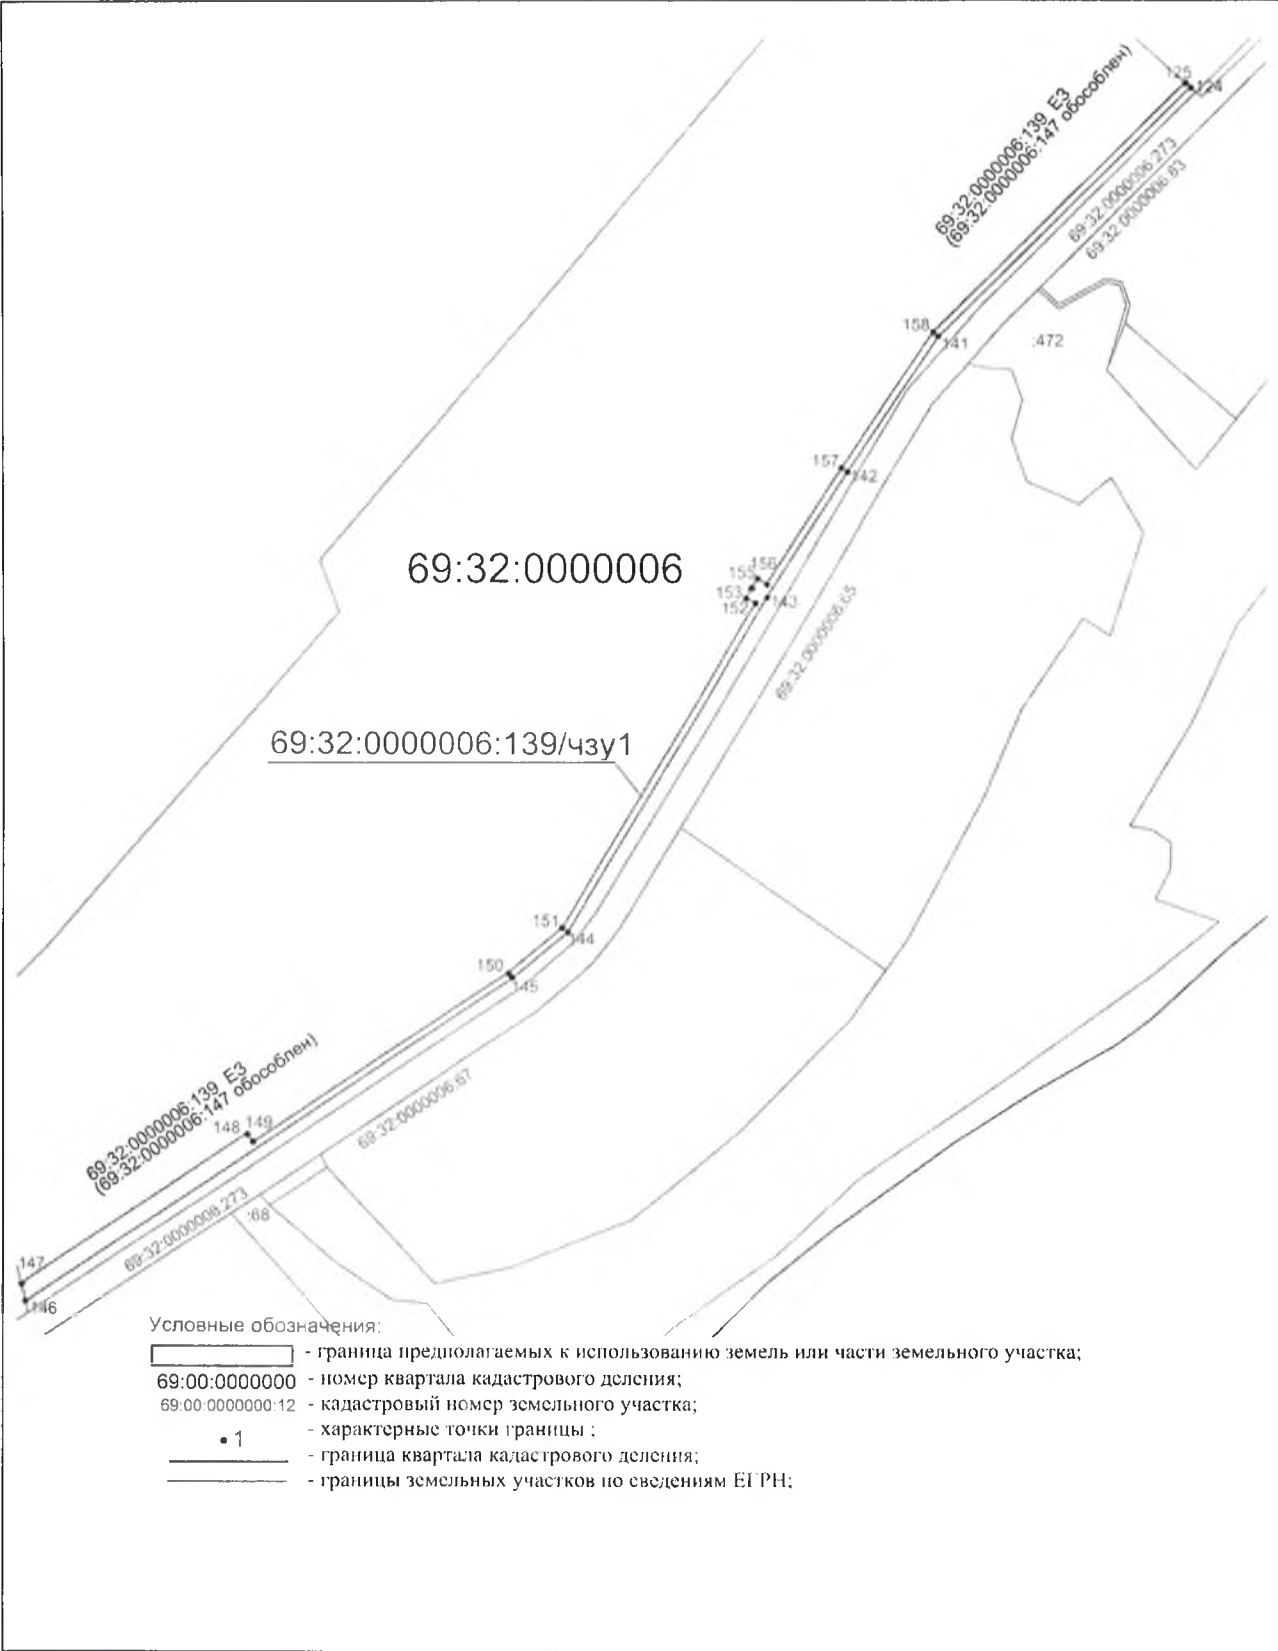 125
124
69:32:0000006:139 ЕЗ
(69:32:0000006:147 обособлен)
69:32:0000006:273
69:32:0000006:63
158
141
:472
157
142
69:32:0000006
156
155
153
152
143
69:32:0000006:63
69:32:0000006:139/чзу1
151
144
150
145
69:32:0000006:139 ЕЗ
(69:32:0000006:147 обособлен)
148
149
69:32:0000006:67
69:32:0000006:273
:68
147
146
Условные обозначения:
- граница предполагаемых к использованию земель или части земельного участка;
69:00:0000000 - номер квартала кадастрового деления;
69:00:0000000:12 - кадастровый номер земельного участка;
•1 - характерные точки границы ;
- граница квартала кадастрового деления;
- границы земельных участков по сведениям ЕГРН;